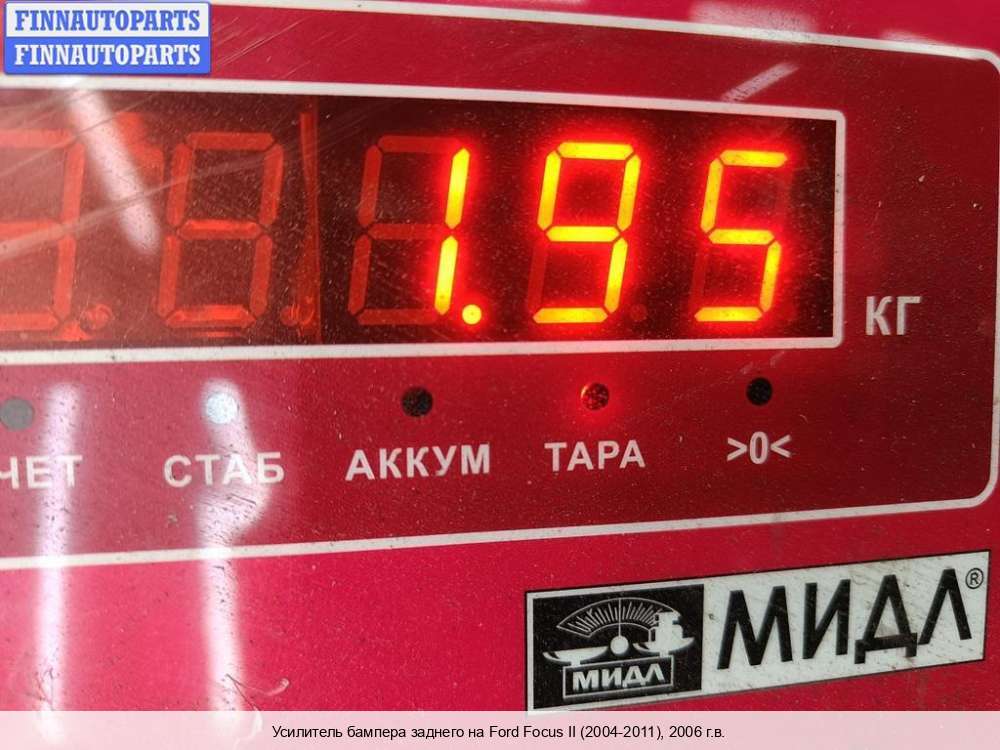 FINNAUTOPARTS
FINNAUTOPARTS
1.95
КГ
ЧЕТ СТАБ АККУМ ТАРА >0<
МИДЛ®
МИДЛ
Усилитель бампера заднего на Ford Focus II (2004-2011), 2006 г.в.